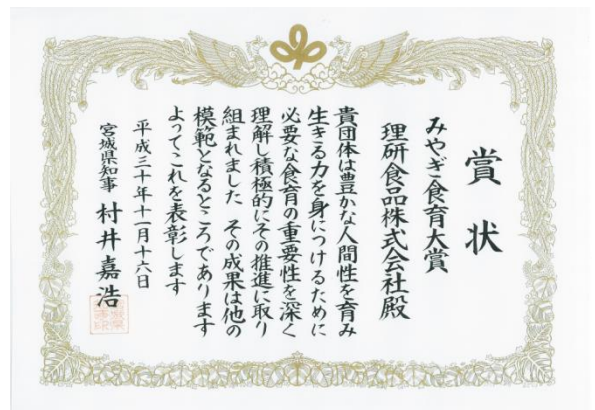 賞状
みやぎ食育大賞
理研食品株式会社殿
貴団体は豊かな人間性を育み
生きる力を身につけるために
必要な食育の重要性を深く
理解し積極的にその推進に取り
組まれました その成果は他の
模範となるところであります
よってこれを表彰します
平成三十年十一月十六日
宮城県知事 村井嘉浩